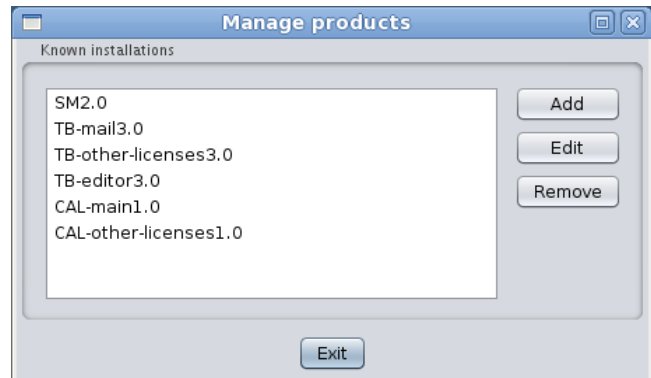 Manage products
Known installations
SM2.0
TB-mail3.0
TB-other-licenses3.0
TB-editor3.0
CAL-main1.0
CAL-other-licenses1.0
Add
Edit
Remove
Exit